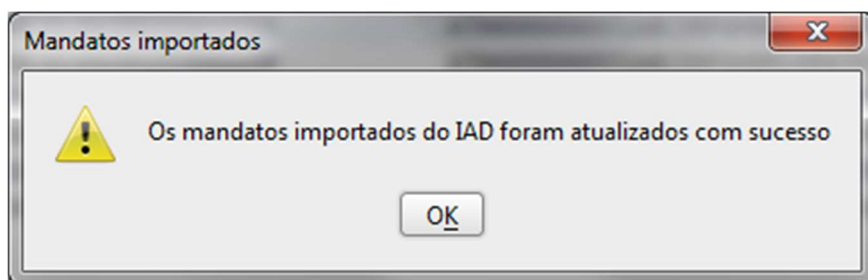 Mandatos importados
Os mandatos importados do IAD foram atualizados com sucesso
OK